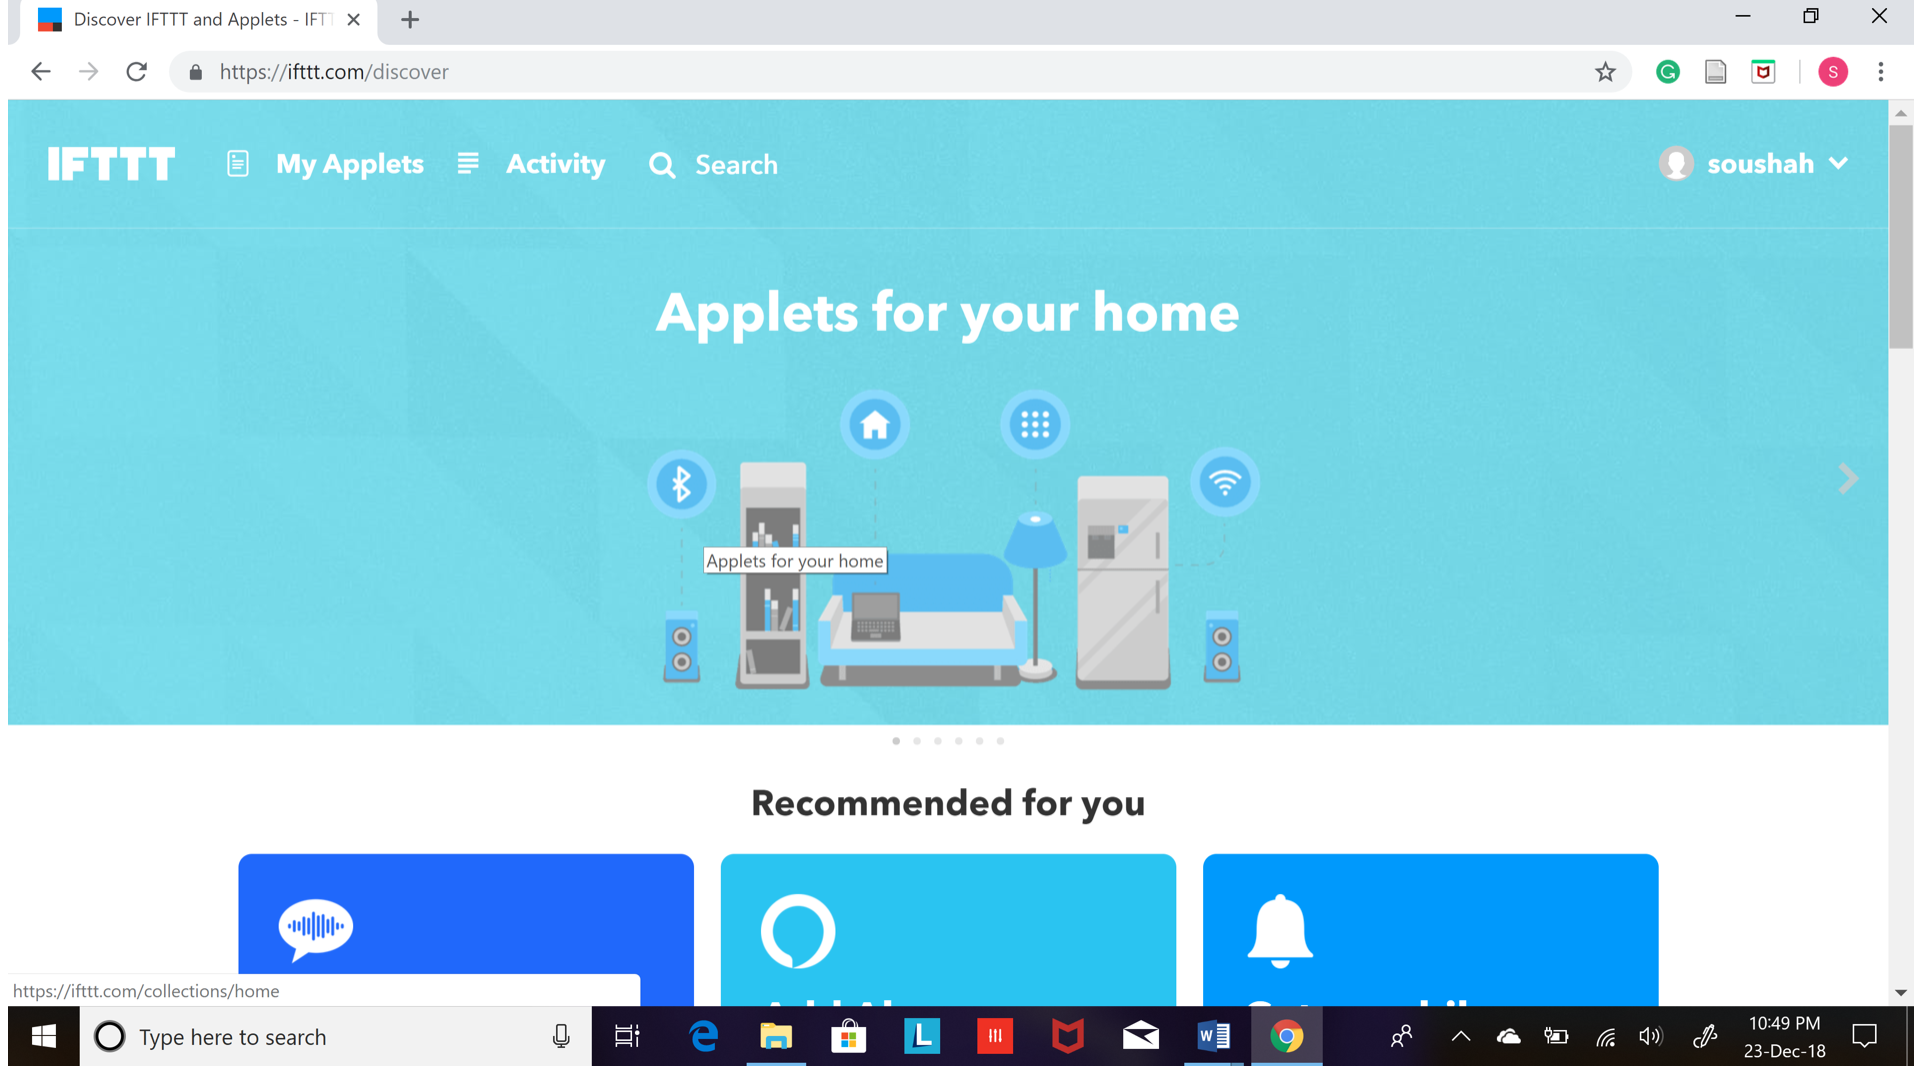 Discover IFTTT and Applets - IFT
https://ifttt.com/discover
S
IFTTT
My Applets
Activity
Search
soushah
Applets for your home
Applets for your home
Recommended for you
https://ifttt.com/collections/home
Type here to search
10:49 PM
23-Dec-18